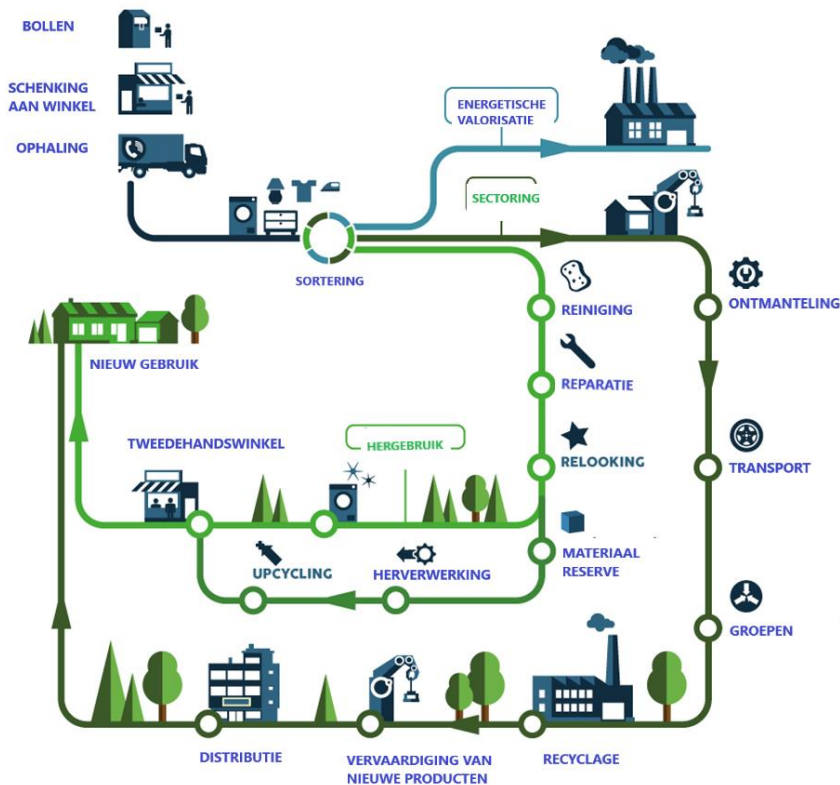 BOLLEN
SCHENKING
AAN WINKEL
OPHALING
ENERGETISCHE
VALORISATIE
SECTORING
SORTERING
REINIGING
ONTMANTELING
NIEUW GEBRUIK
REPARATIE
TWEEDEHANDSWINKEL
HERGEBRUIK
RELOOKING
TRANSPORT
MATERIAAL
RESERVE
UPCYCLING
HERVERWERKING
GROEPEN
DISTRIBUTIE
VERVAARDIGING VAN
NIEUWE PRODUCTEN
RECYCLAGE